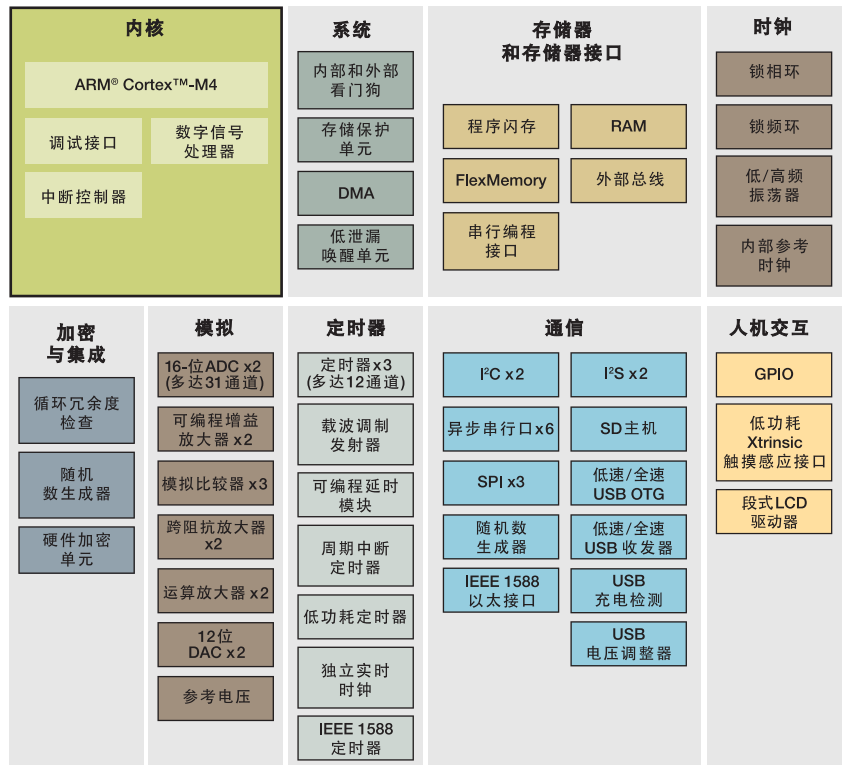 内核
ARM® Cortex™-M4
调试接口
数字信号
处理器
中断控制器
系统
内部和外部
看门狗
存储保护
单元
DMA
低泄漏
唤醒单元
存储器
和存储器接口
程序闪存
RAM
FlexMemory
外部总线
串行编程
接口
时钟
锁相环
锁频环
低/高频
振荡器
内部参考
时钟
加密
与集成
循环冗余度
检查
随机
数生成器
硬件加密
单元
模拟
16-位ADC x2
(多达31通道)
可编程增益
放大器x2
模拟比较器x3
跨阻抗放大器
x2
运算放大器x2
12位
DAC x2
参考电压
定时器
定时器x3
(多达12通道)
载波调制
发射器
可编程延时
模块
周期中断
定时器
低功耗定时器
独立实时
时钟
IEEE 1588
定时器
通信
I²C x2
I²S x2
异步串行口x6
SD主机
SPI x3
低速/全速
USB OTG
随机数
生成器
低速/全速
USB 收发器
IEEE 1588
以太接口
USB
充电检测
USB
电压调整器
人机交互
GPIO
低功耗
Xtrinsic
触摸感应接口
段式LCD
驱动器